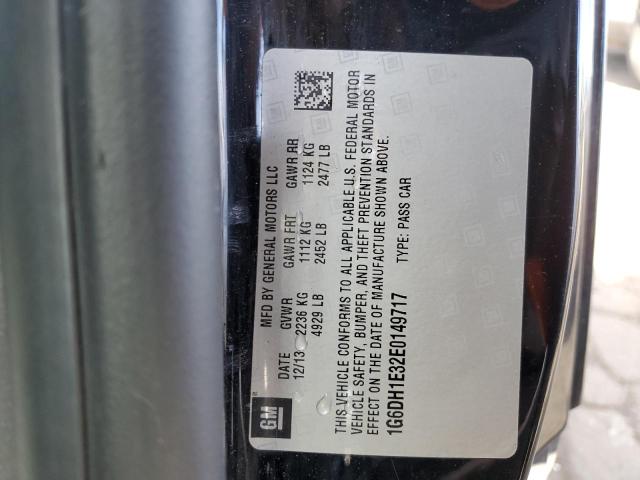 GM
MFD BY GENERAL MOTORS LLC
DATE GVWR GAWR FRT GAWR RR
12/13 2236 KG 1112 KG 1124 KG
4929 LB 2452 LB 2477 LB
THIS VEHICLE CONFORMS TO ALL APPLICABLE U.S. FEDERAL MOTOR
VEHICLE SAFETY, BUMPER, AND THEFT PREVENTION STANDARDS IN
EFFECT ON THE DATE OF MANUFACTURE SHOWN ABOVE.
1G6DH1E32E0149717 TYPE: PASS CAR